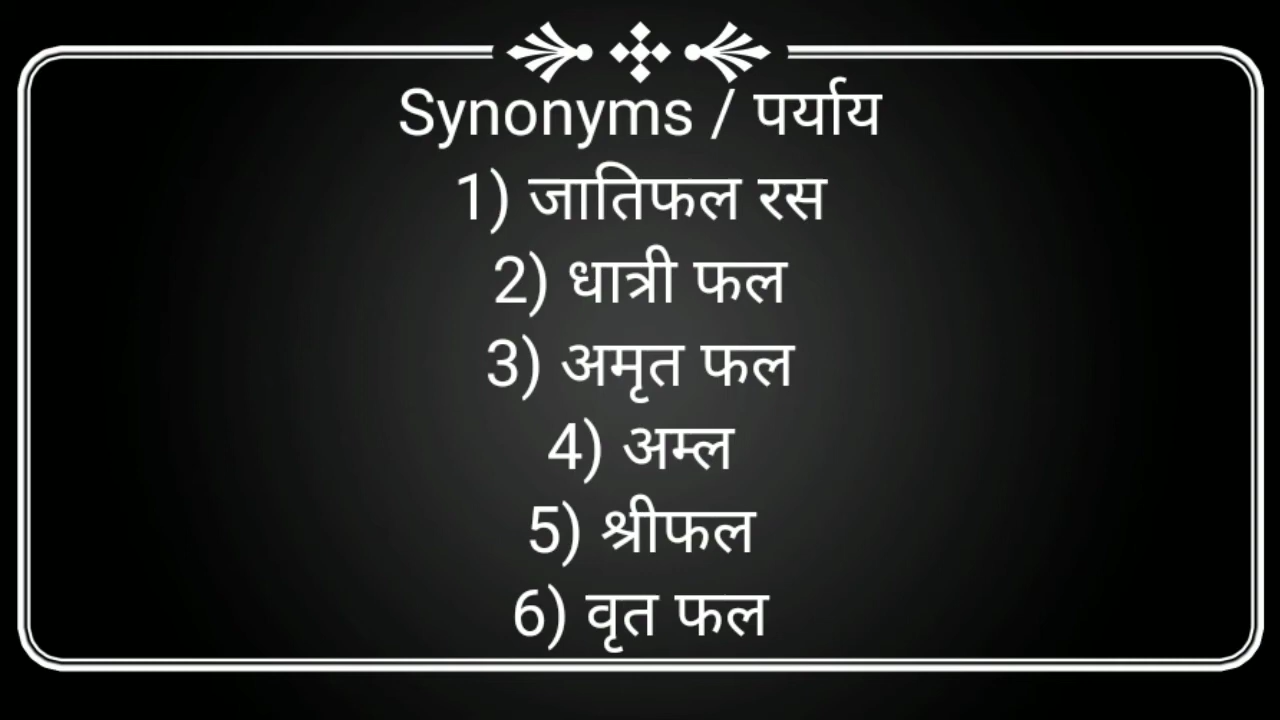 Synonyms / पर्याय
1) जातिफल रस
2) धात्री फल
3) अमृत फल
4) अम्ल
5) श्रीफल
6) वृत फल